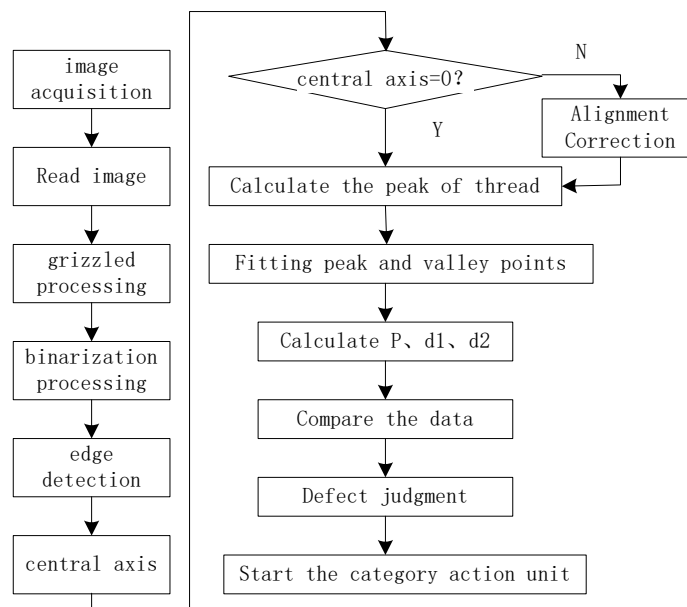 image
acquisition
Read image
grizzled
processing
binarization
processing
edge
detection
central axis
central axis=0?
N
Y
Alignment
Correction
Calculate the peak of thread
Fitting peak and valley points
Calculate P、d1、d2
Compare the data
Defect judgment
Start the category action unit